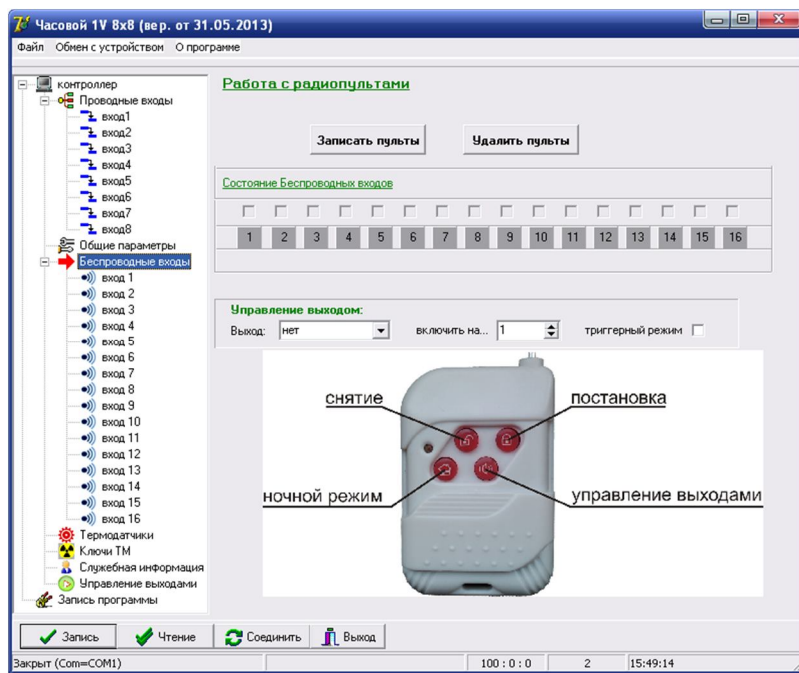 Часовой 1V 8x8 (вер. от 31.05.2013)
Файл Обмен с устройством О программе
контроллер
Проводные входы
вход1
вход2
вход3
вход4
вход5
вход6
вход7
вход8
Общие параметры
Беспроводные входы
вход 1
вход 2
вход 3
вход 4
вход 5
вход 6
вход 7
вход 8
вход 9
вход 10
вход 11
вход 12
вход 13
вход 14
вход 15
вход 16
Термодатчики
Ключи ТМ
Служебная информация
Управление выходами
Запись программы
Работа с радиопультами
Записать пульты Удалить пульты
Состояние Беспроводных входов
1 2 3 4 5 6 7 8 9 10 11 12 13 14 15 16
Управление выходом:
Выход: нет включить на... 1 триггерный режим
снятие постановка
ночной режим управление выходами
Запись Чтение Соединить Выход
Закрыт (Com=COM1) 100 : 0 : 0 2 15:49:14